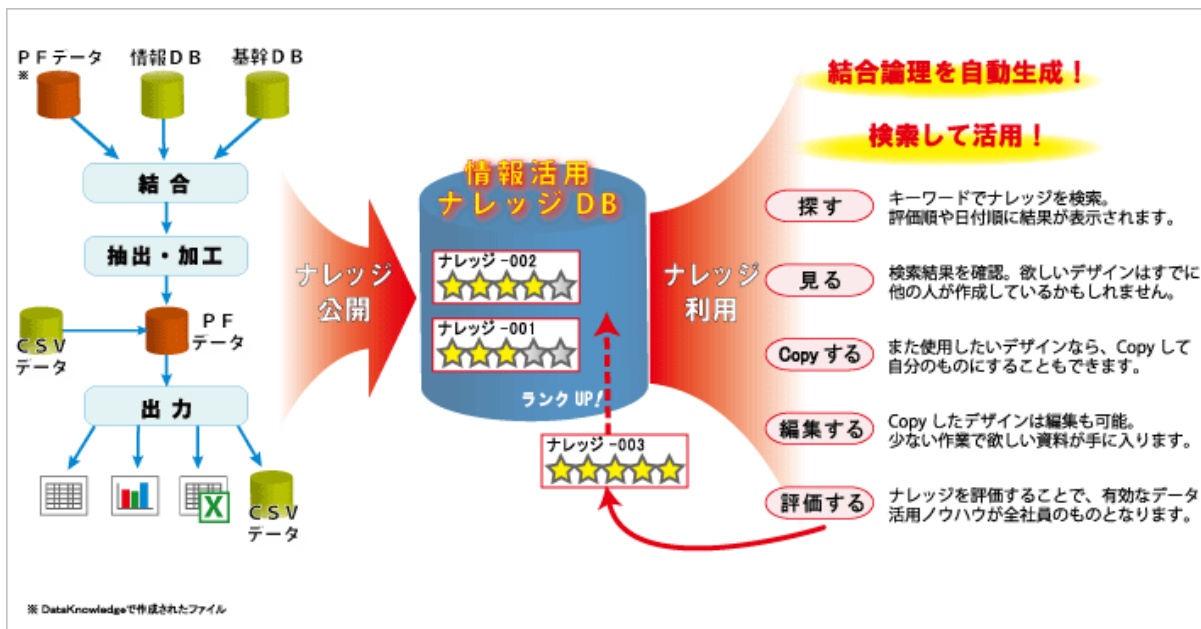 PFデータ
※
情報DB
基幹DB
結合
抽出・加工
CSV
データ
PF
データ
出力
CSV
データ
※ DataKnowledgeで作成されたファイル
ナレッジ
公開
情報活用
ナレッジDB
ナレッジ-002
ナレッジ-001
ランクUP!
ナレッジ-003
ナレッジ
利用
結合論理を自動生成！
検索して活用！
探す
キーワードでナレッジを検索。
評価順や日付順に結果が表示されます。
見る
検索結果を確認。欲しいデザインはすでに
他の人が作成しているかもしれません。
Copyする
また使用したいデザインなら、Copyして
自分のものにすることもできます。
編集する
Copyしたデザインは編集も可能。
少ない作業で欲しい資料が手に入ります。
評価する
ナレッジを評価することで、有効なデータ
活用ノウハウが全社員のものとなります。